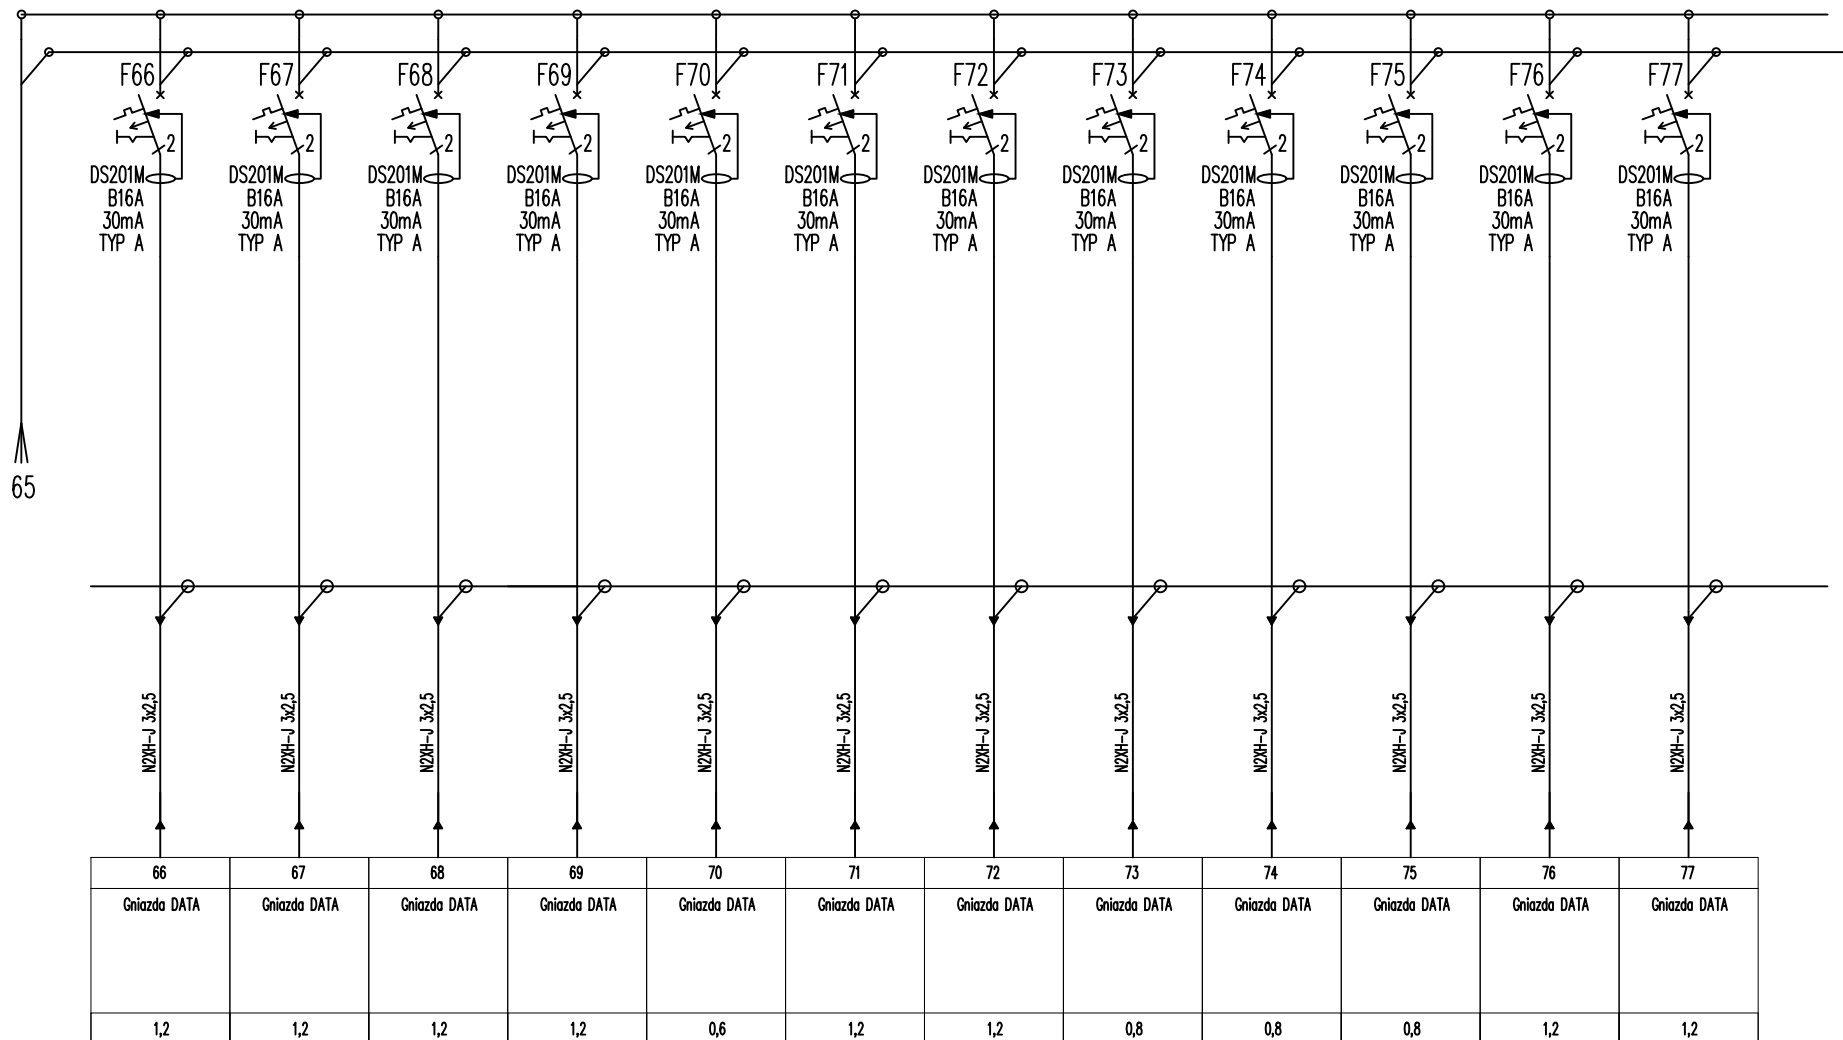 F66 F67 F68 F69 F70 F71 F72 F73 F74 F75 F76 F77
2 2 2 2 2 2 2 2 2 2 2 2
DS201M DS201M DS201M DS201M DS201M DS201M DS201M DS201M DS201M DS201M DS201M DS201M
B16A B16A B16A B16A B16A B16A B16A B16A B16A B16A B16A B16A
30mA 30mA 30mA 30mA 30mA 30mA 30mA 30mA 30mA 30mA 30mA 30mA
TYP A TYP A TYP A TYP A TYP A TYP A TYP A TYP A TYP A TYP A TYP A TYP A
65
N2XH-J 3x2,5 N2XH-J 3x2,5 N2XH-J 3x2,5 N2XH-J 3x2,5 N2XH-J 3x2,5 N2XH-J 3x2,5 N2XH-J 3x2,5 N2XH-J 3x2,5 N2XH-J 3x2,5 N2XH-J 3x2,5 N2XH-J 3x2,5 N2XH-J 3x2,5
66 67 68 69 70 71 72 73 74 75 76 77
Gniazda DATA Gniazda DATA Gniazda DATA Gniazda DATA Gniazda DATA Gniazda DATA Gniazda DATA Gniazda DATA Gniazda DATA Gniazda DATA Gniazda DATA Gniazda DATA
1,2 1,2 1,2 1,2 0,6 1,2 1,2 0,8 0,8 0,8 1,2 1,2